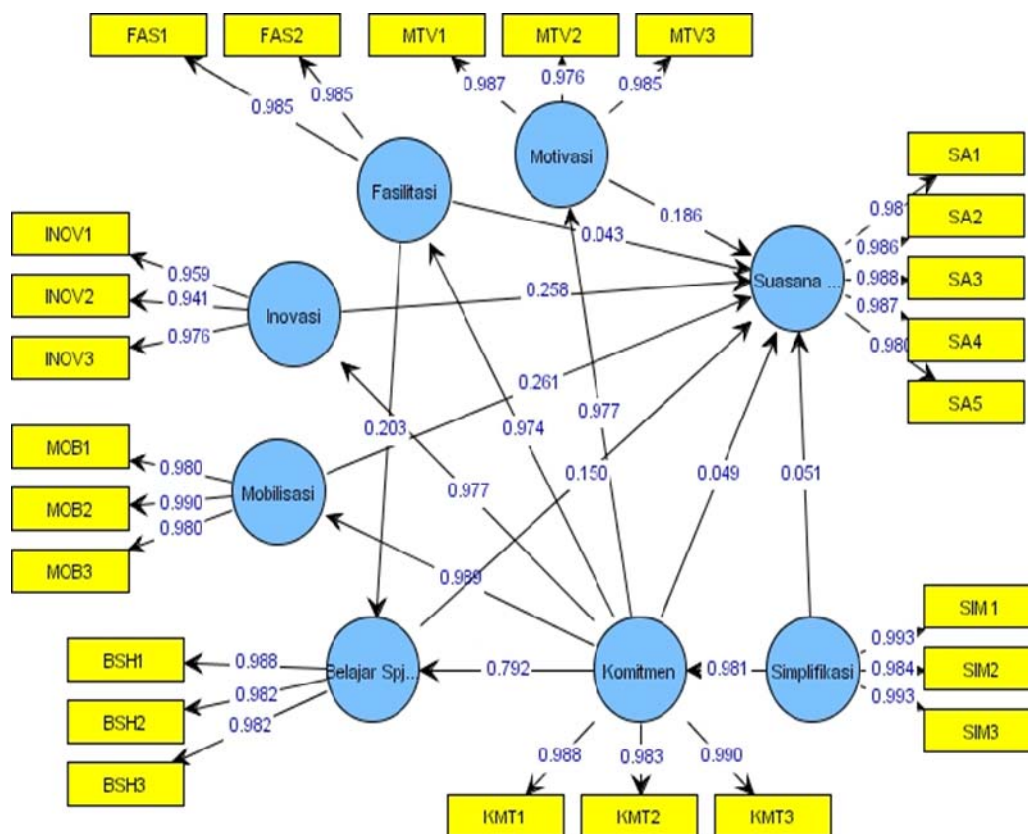 FAS1
FAS2
MTV1
MTV2
MTV3
0.985
0.985
0.987
0.976
0.985
Motivasi
Fasilitasi
SA1
SA2
SA3
SA4
SA5
0.986
0.988
0.987
0.980
0.186
0.043
Suasana ...
INOV1
INOV2
INOV3
0.959
0.941
0.976
Inovasi
0.258
0.261
MOB1
MOB2
MOB3
0.980
0.990
0.980
Mobilisasi
0.203
0.977
0.974
0.977
0.150
0.049
0.051
0.989
BSH1
BSH2
BSH3
0.988
0.982
0.982
Belajar Spj...
0.792
Komitmen
0.981
Simplifikasi
0.993
0.984
0.993
SIM1
SIM2
SIM3
0.988
0.983
0.990
KMT1
KMT2
KMT3